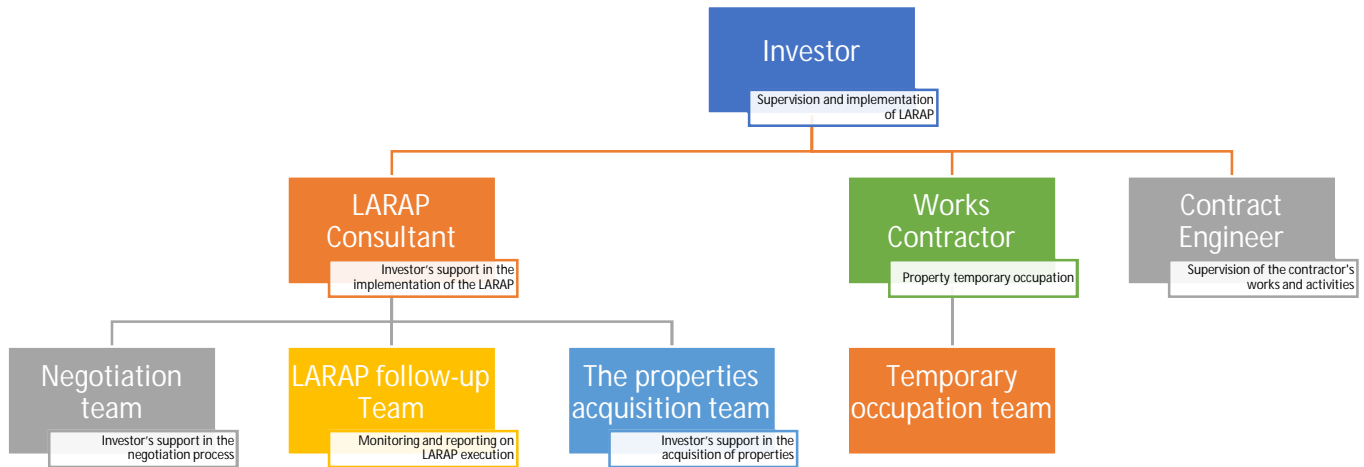 Investor
Supervision and implementation
of LARAP
LARAP
Consultant
Investor's support in the
implementation of the LARAP
Works
Contractor
Property temporary occupation
Contract
Engineer
Supervision of the contractor's
works and activities
Negotiation
team
Investor's support in the
negotiation process
LARAP follow-up
Team
Monitoring and reporting on
LARAP execution
The properties
acquisition team
Investor's support in the
acquisition of properties
Temporary
occupation team